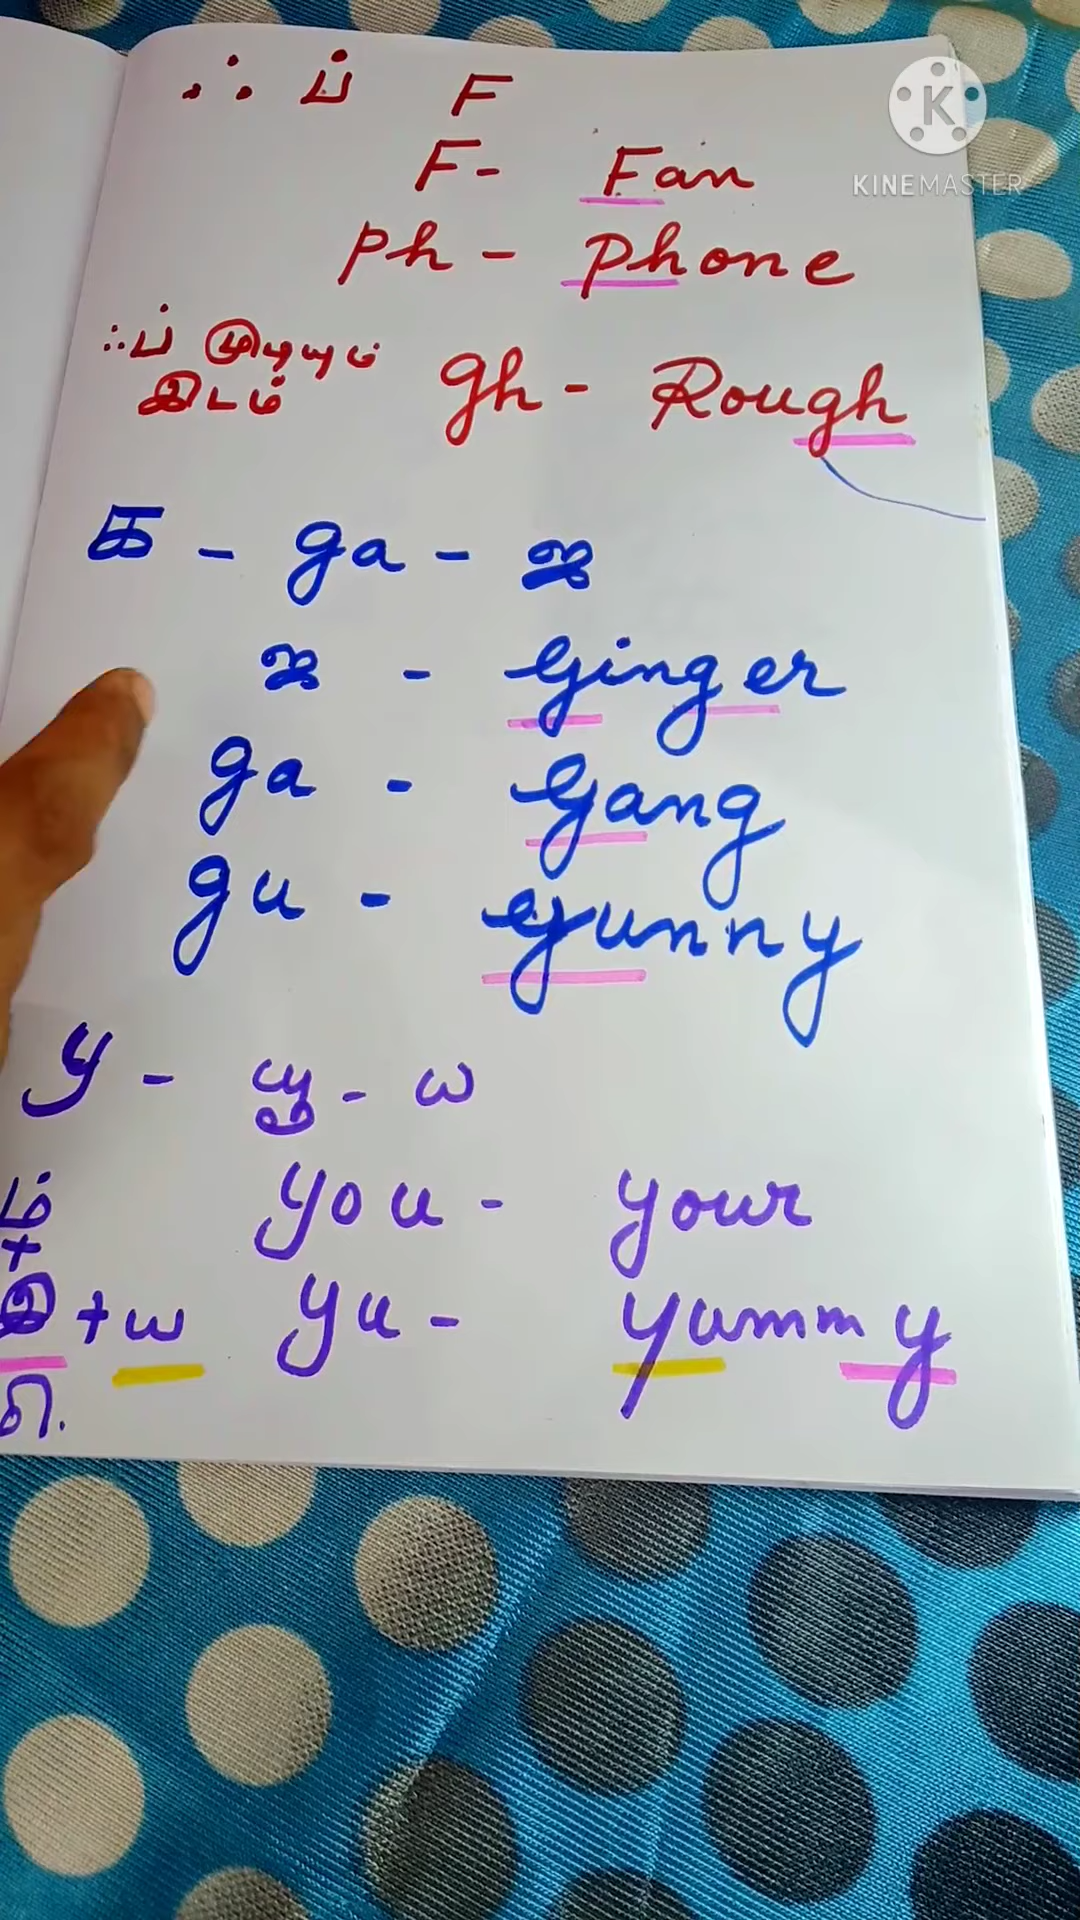 ஃப் F
F- Fan
ph - phone
ஃப் முடியும்
இடம்
gh - Rough
க - ga - ஜ
ஜ - Ginger
ga - Gang
gu - Gunny
y - யு - ய
you - your
ம்
+
இ + ய yu - yummy
KINEMASTER